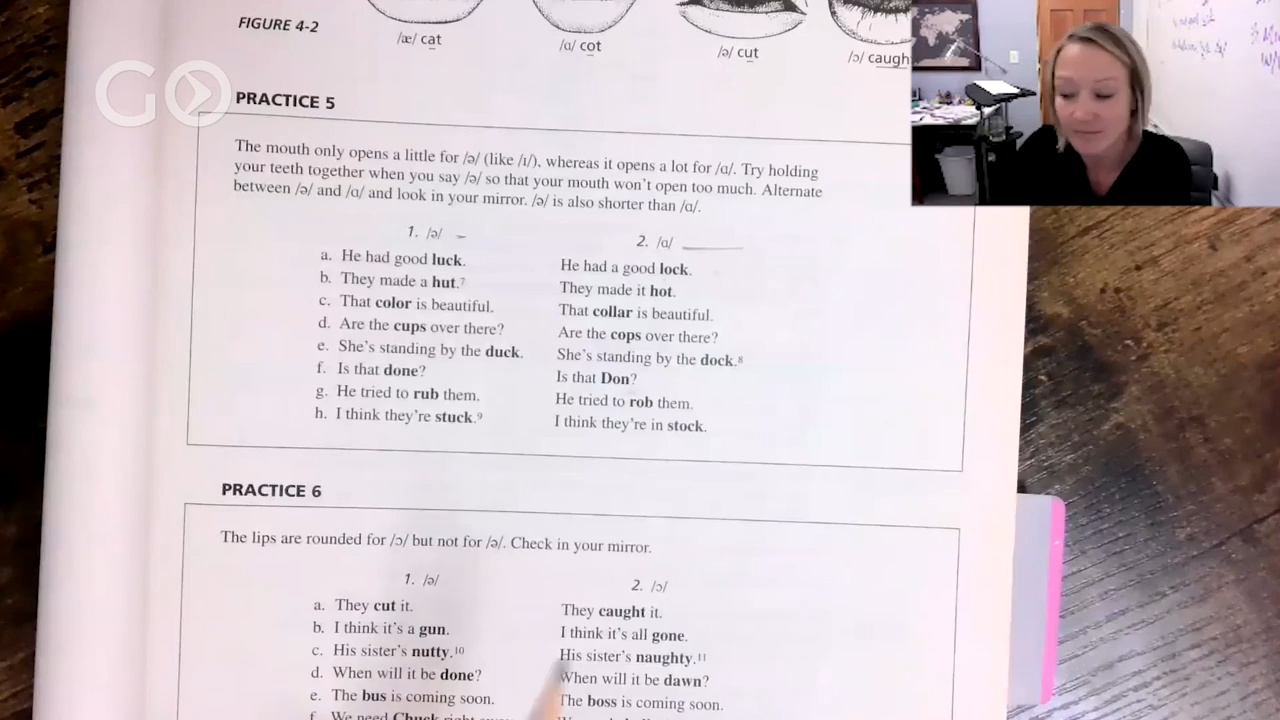 FIGURE 4-2
/æ/ cat
/ɑ/ cot
/ə/ cut
/ɔ/ caugh
GO
PRACTICE 5
The mouth only opens a little for /ə/ (like /ɪ/), whereas it opens a lot for /ɑ/. Try holding
your teeth together when you say /ə/ so that your mouth won't open too much. Alternate
between /ə/ and /ɑ/ and look in your mirror. /ə/ is also shorter than /ɑ/.
1. /ə/
a. He had good luck.
b. They made a hut.⁷
c. That color is beautiful.
d. Are the cups over there?
e. She's standing by the duck.
f. Is that done?
g. He tried to rub them.
h. I think they're stuck.⁹
2. /ɑ/
He had a good lock.
They made it hot.
That collar is beautiful.
Are the cops over there?
She's standing by the dock.⁸
Is that Don?
He tried to rob them.
I think they're in stock.
PRACTICE 6
The lips are rounded for /ɔ/ but not for /ə/. Check in your mirror.
1. /ə/
a. They cut it.
b. I think it's a gun.
c. His sister's nutty.¹⁰
d. When will it be done?
e. The bus is coming soon.
f. We need Chuck right
2. /ɔ/
They caught it.
I think it's all gone.
His sister's naughty.¹¹
When will it be dawn?
The boss is coming soon.